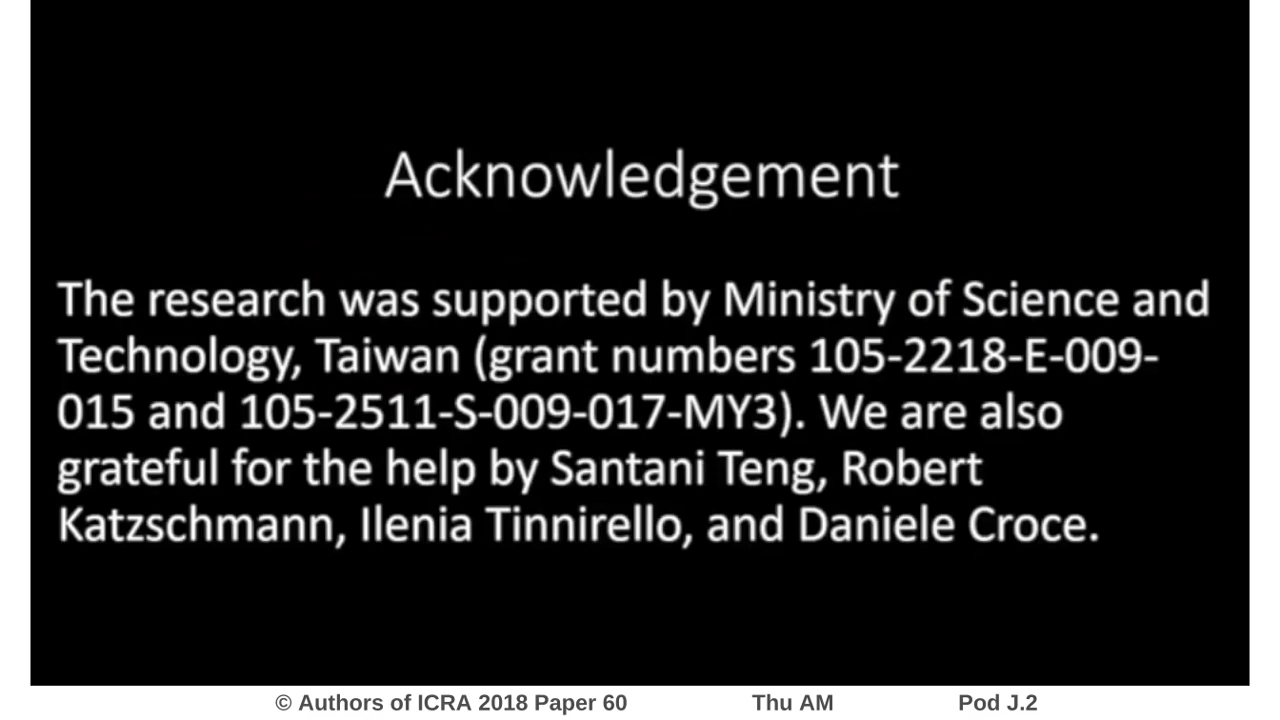 Acknowledgement
The research was supported by Ministry of Science and
Technology, Taiwan (grant numbers 105-2218-E-009-
015 and 105-2511-S-009-017-MY3). We are also
grateful for the help by Santani Teng, Robert
Katzschmann, Ilenia Tinnirello, and Daniele Croce.
© Authors of ICRA 2018 Paper 60 Thu AM Pod J.2